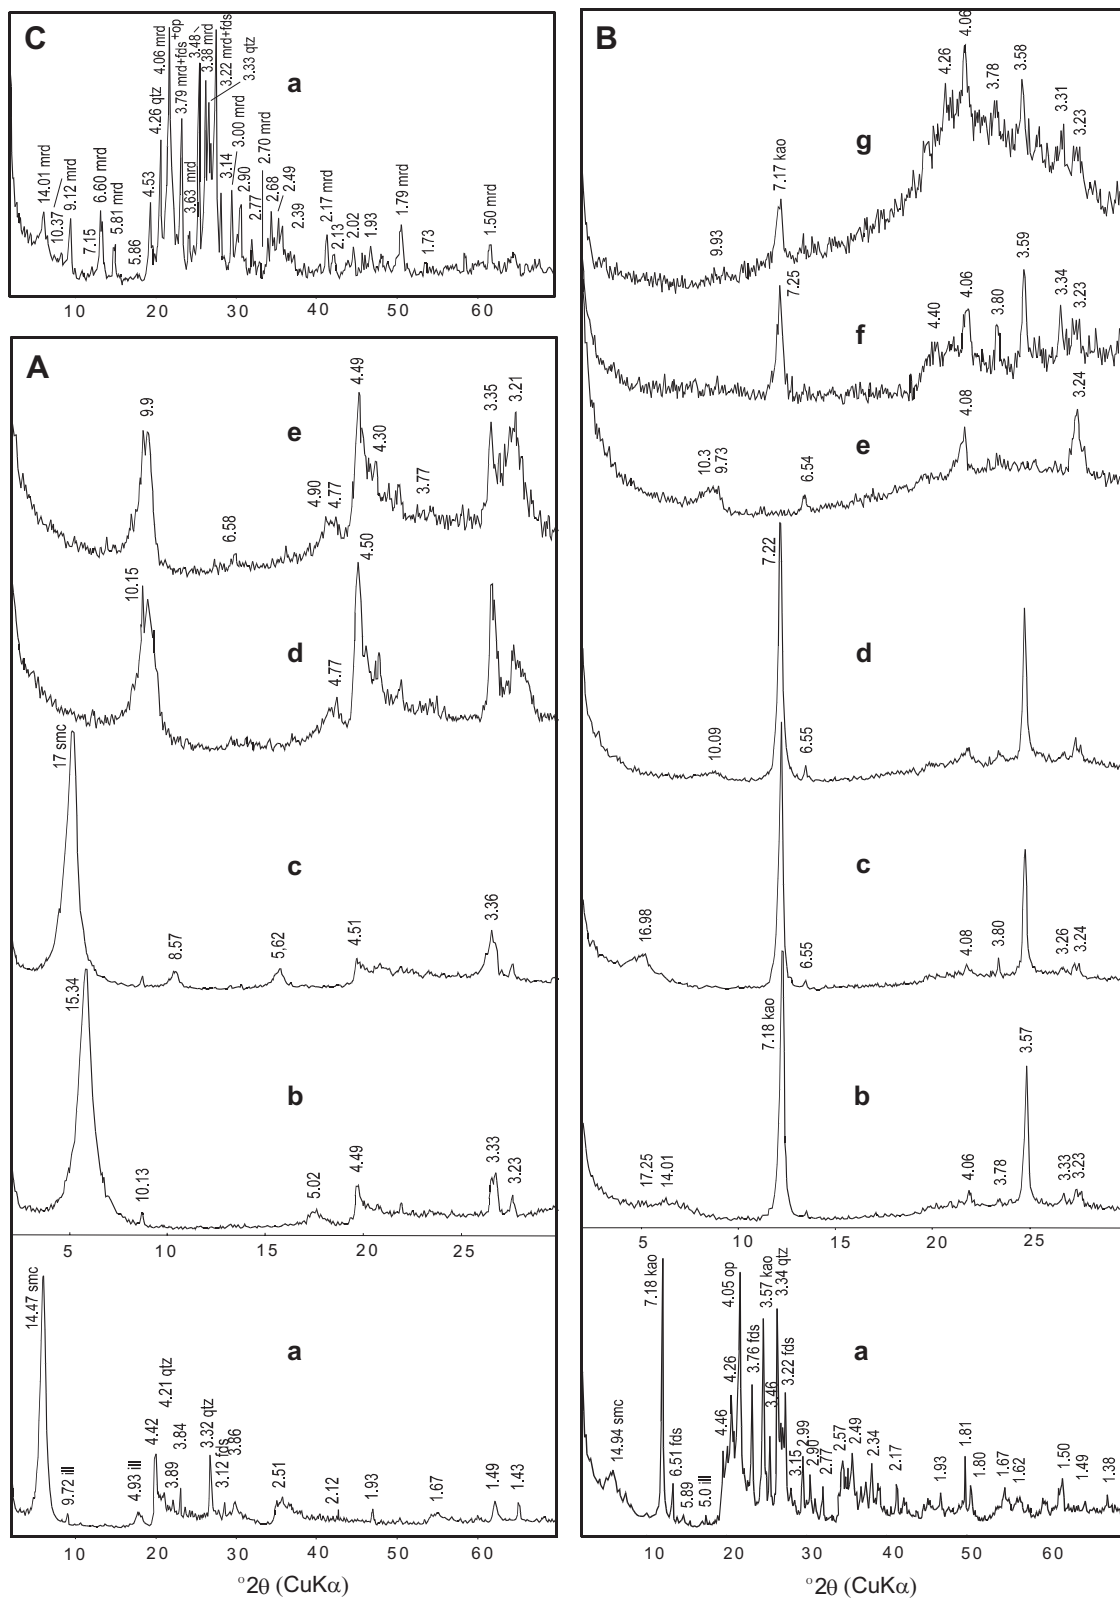 C
a
14.01 mrd
10.37
9.12 mrd
7.15
6.60 mrd
5.81 mrd
5.86
4.53
4.26 qtz
4.06 mrd
3.79 mrd+fds+op
3.63 mrd
3.48
3.38 mrd
3.22 mrd+fds
3.33 qtz
3.14
3.00 mrd
2.90
2.77
2.70 mrd
2.68
2.49
2.39
2.17 mrd
2.13
2.02
1.93
1.79 mrd
1.73
1.50 mrd
10 20 30 40 50 60
A
e
9.9
6.58
4.90
4.77
4.49
4.30
3.77
3.35
3.21
d
10.15
4.77
4.50
c
17 smc
8.57
5,62
4.51
3.36
b
15.34
10.13
5.02
4.49
3.33
3.23
5 10 15 20 25
a
14.47 smc
9.72 ill
4.93 ill
4.42
4.21 qtz
3.89
3.84
3.32 qtz
3.12 fds
3.86
2.51
2.12
1.93
1.67
1.49
1.43
10 20 30 40 50 60
°2θ (CuKα)
B
g
9.93
7.17 kao
4.26
4.06
3.78
3.58
3.31
3.23
f
7.25
4.40
4.06
3.80
3.59
3.34
3.23
e
10.3
9.73
6.54
4.08
3.24
d
10.09
7.22
6.55
c
16.98
6.55
4.08
3.80
3.26
3.24
b
17.25
14.01
7.18 kao
4.06
3.78
3.57
3.33
3.23
5 10 15 20 25
a
14.94 smc
7.18 kao
6.51 fds
5.89
5.0 ill
4.46
4.26
4.05 op
3.76 fds
3.57 kao
3.46
3.34 qtz
3.22 fds
3.15
2.99
2.90
2.77
2.57
2.49
2.34
2.17
1.93
1.81
1.80
1.67
1.62
1.50
1.49
1.38
10 20 30 40 50 60
°2θ (CuKα)